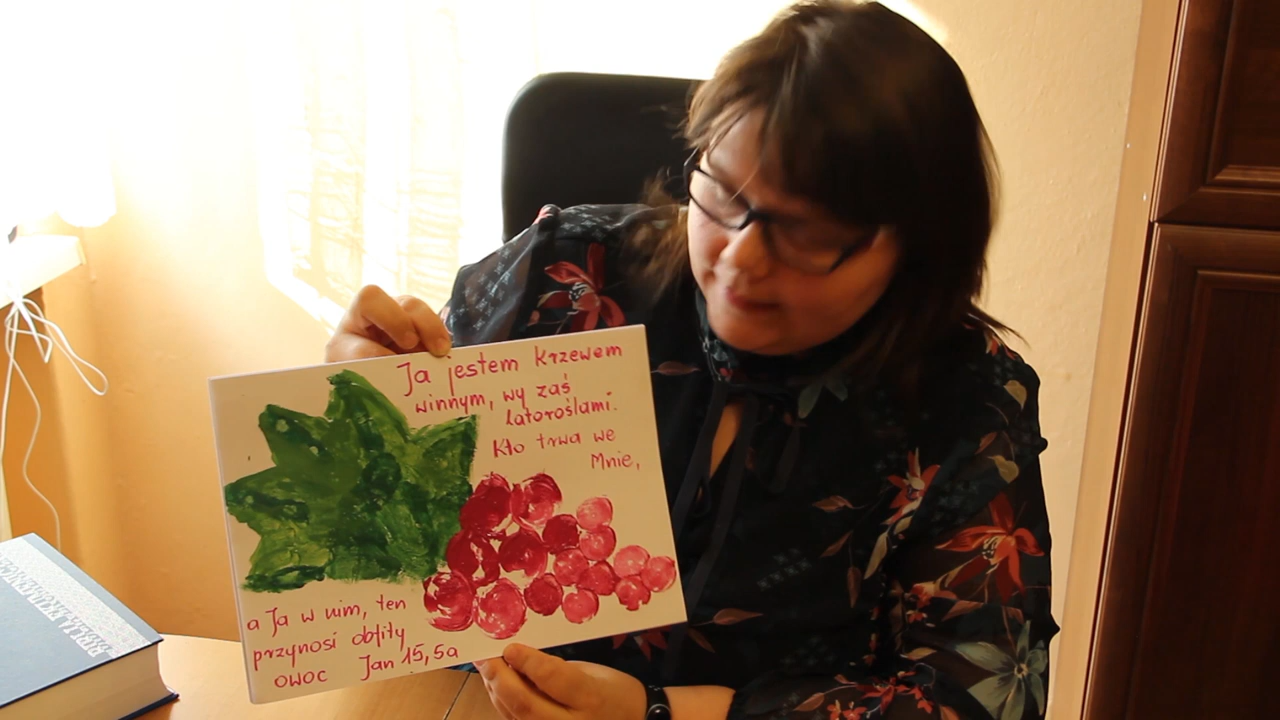 Ja jestem Krzewem
winnym, wy zaś
latoroślami.
Kto trwa we
Mnie,
a Ja w nim, ten
przynosi obfity
owoc Jan 15,5a